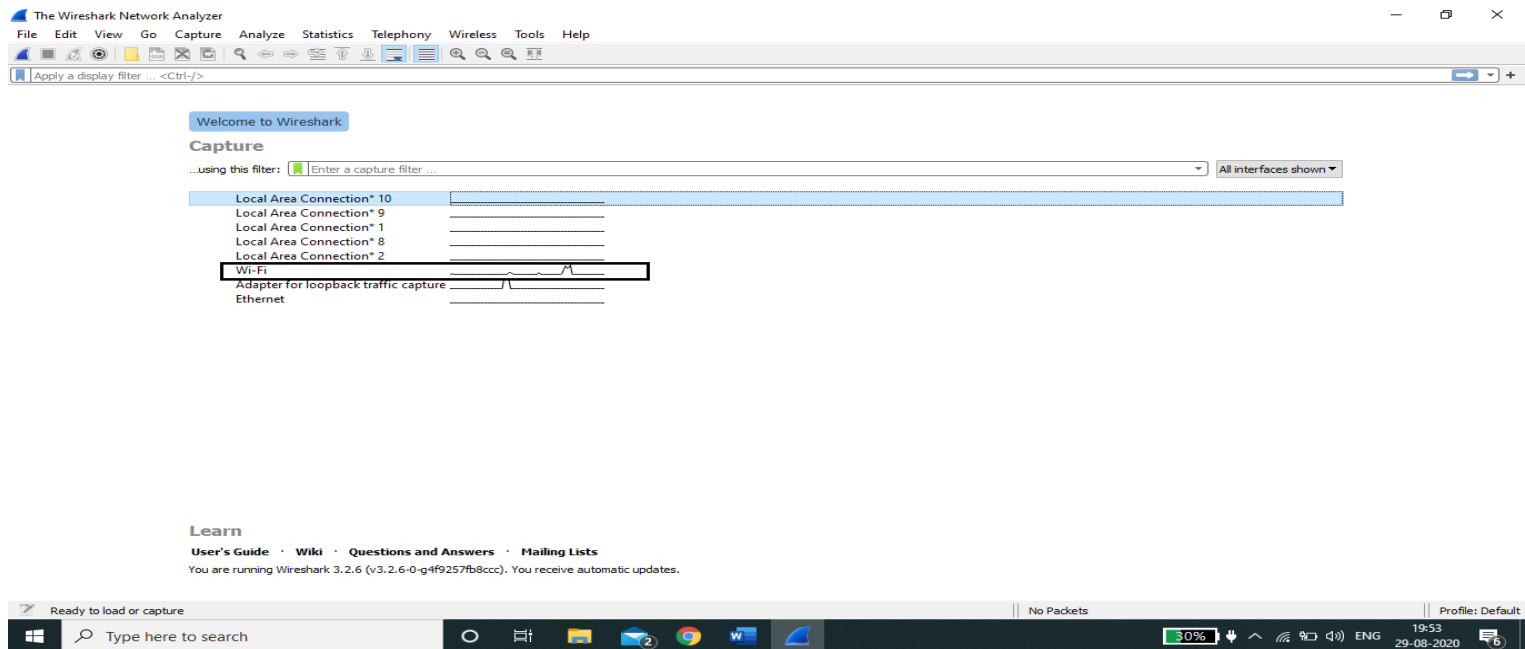 The Wireshark Network Analyzer
File Edit View Go Capture Analyze Statistics Telephony Wireless Tools Help
Apply a display filter ... <Ctrl-/>
Welcome to Wireshark
Capture
...using this filter: Enter a capture filter ... All interfaces shown
Local Area Connection* 10
Local Area Connection* 9
Local Area Connection* 1
Local Area Connection* 8
Local Area Connection* 2
Wi-Fi
Adapter for loopback traffic capture
Ethernet
Learn
User's Guide · Wiki · Questions and Answers · Mailing Lists
You are running Wireshark 3.2.6 (v3.2.6-0-g4f9257fb8ccc). You receive automatic updates.
Ready to load or capture No Packets Profile: Default
Type here to search 2 W 30% ENG 19:53
29-08-2020 6